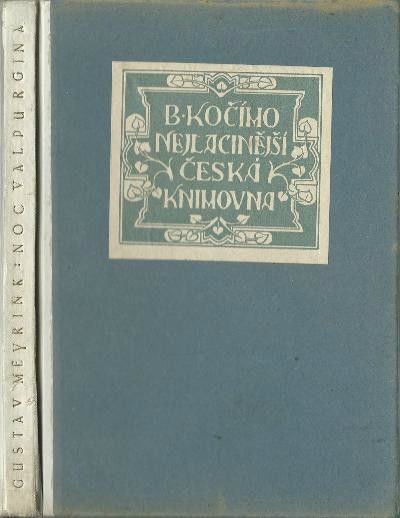 GUSTAV MEYRINK: NOC VALPURGINA
B. KOČÍHO
NEJLACINĚJŠÍ
ČESKÁ
KNIHOVNA